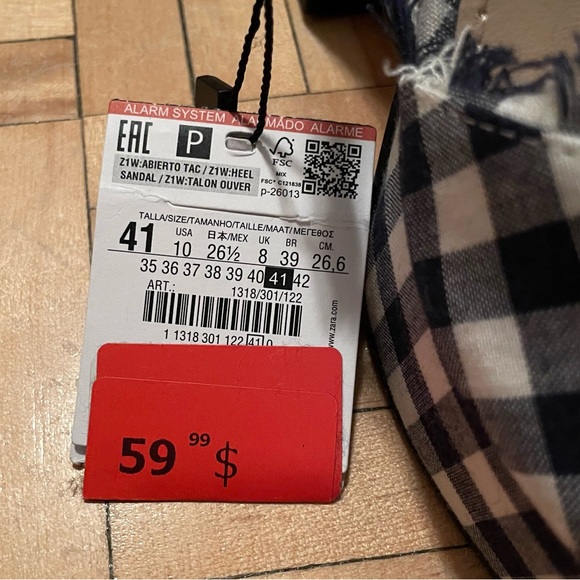 ALARM SYSTEM ALARMADO ALARME
EAC P FSC
MIX
FSC® C121838
Z1W:ABIERTO TAC / Z1W:HEEL
SANDAL / Z1W:TALON OUVER
p-26013
TALLA/SIZE/TAMANHO/TAILLE/MAAT/ΜΕΓΕΘΟΣ
41
USA 日本/MEX UK BR CM.
10 26½ 8 39 26,6
35 36 37 38 39 40 41 42
ART.: 1318/301/122
1 1318 301 122 41 0
www.zara.com
59 99 $